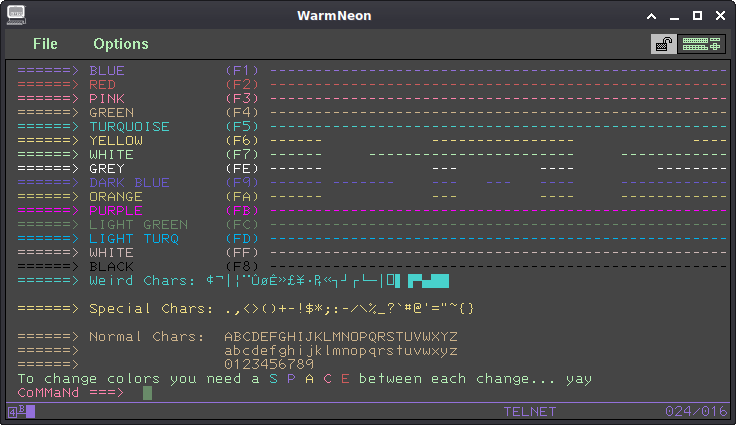 WarmNeon
File Options
======> BLUE (F1) ----------------------------------------------------------
======> RED (F2) ----------------------------------------------------------
======> PINK (F3) ----------------------------------------------------------
======> GREEN (F4) ----------------------------------------------------------
======> TURQUOISE (F5) ----------------------------------------------------------
======> YELLOW (F6) ------ ------------------ ----
======> WHITE (F7) ------ -------------------------- -------------
======> GREY (FE) ------ --- ---- ----
======> DARK BLUE (F9) ------- --- --- --- ---- -------------
======> ORANGE (FA) ------ --- ---- ----
======> PURPLE (FB) ----------------------------------------------------------
======> LIGHT GREEN (FC) ----------------------------------------------------------
======> LIGHT TURQ (FD) ----------------------------------------------------------
======> WHITE (FF) ----------------------------------------------------------
======> BLACK (F8) ----------------------------------------------------------
======> Weird Chars: ¢¬|¦¨ÛøÊ»£¥·₧«┐┘┌└─│
======> Special Chars: .,<>()+-!$*;:-/\%_?`#@'="~{}
======> Normal Chars: ABCDEFGHIJKLMNOPQRSTUVWXYZ
======> abcdefghijklmnopqrstuvwxyz
======> 0123456789
To change colors you need a S P A C E between each change... yay
CoMMaNd ===>
4 B TELNET 024/016